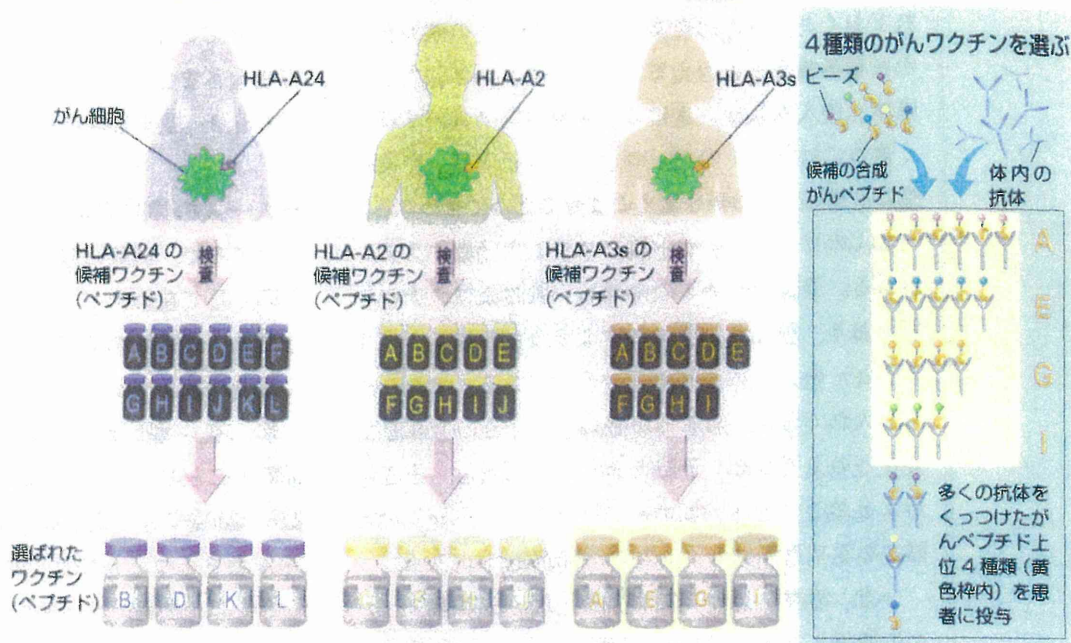 HLA-A24
がん細胞
HLA-A2
HLA-A3s
HLA-A24の
候補ワクチン
(ペプチド)
検査
HLA-A2の
候補ワクチン
(ペプチド)
検査
HLA-A3sの
候補ワクチン
(ペプチド)
検査
A B C D E F
G H I J K L
A B C D E
F G H I J
A B C D E
F G H I
選ばれた
ワクチン
(ペプチド)
B D K L
A E G I
4種類のがんワクチンを選ぶ
ビーズ
候補の合成
がんペプチド
体内の
抗体
A
E
G
I
多くの抗体を
くっつけたが
んペプチド上
位4種類(黄
色枠内)を患
者に投与